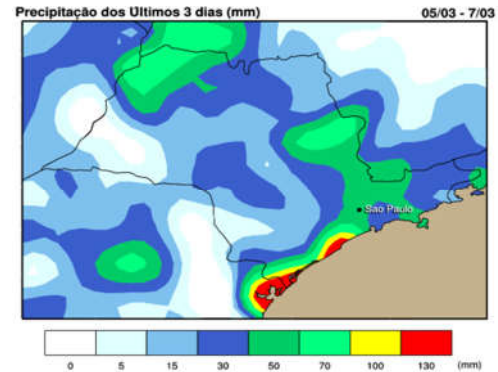 Precipitação dos Últimos 3 dias (mm) 05/03 - 7/03
São Paulo
0 5 15 30 50 70 100 130 (mm)